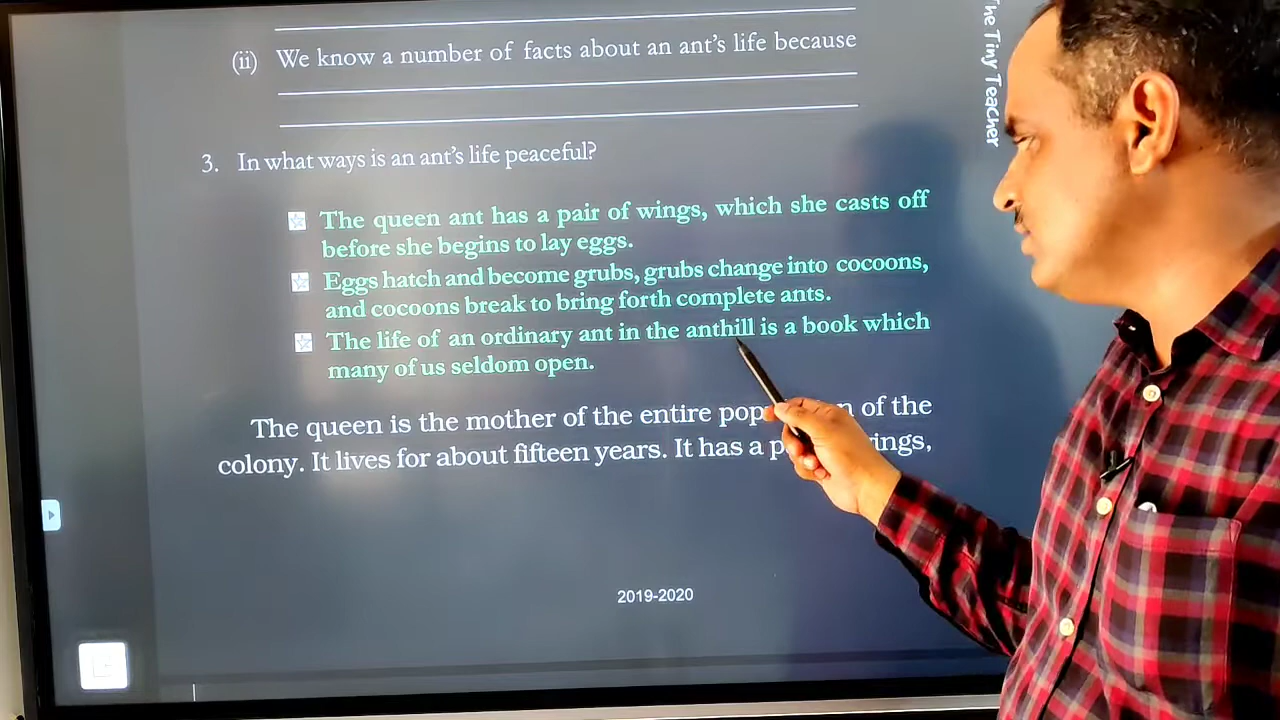 (ii) We know a number of facts about an ant's life because
3. In what ways is an ant's life peaceful?
The queen ant has a pair of wings, which she casts off
before she begins to lay eggs.
Eggs hatch and become grubs, grubs change into cocoons,
and cocoons break to bring forth complete ants.
The life of an ordinary ant in the anthill is a book which
many of us seldom open.
The queen is the mother of the entire of the
colony. It lives for about fifteen years. It has a
2019-2020
Tiny Teacher